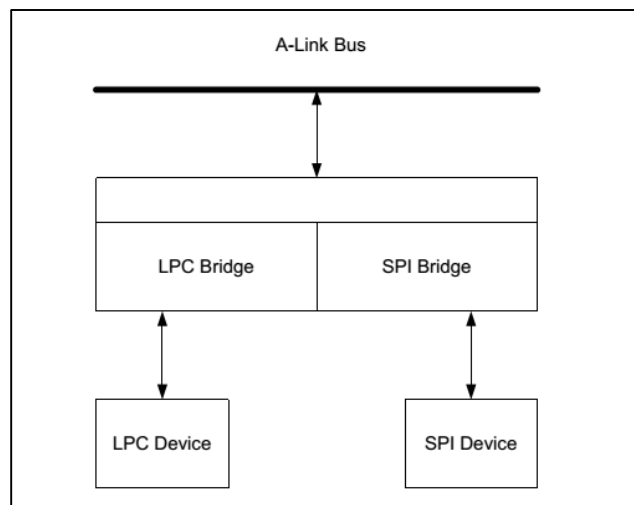 A-Link Bus
LPC Bridge
SPI Bridge
LPC Device
SPI Device